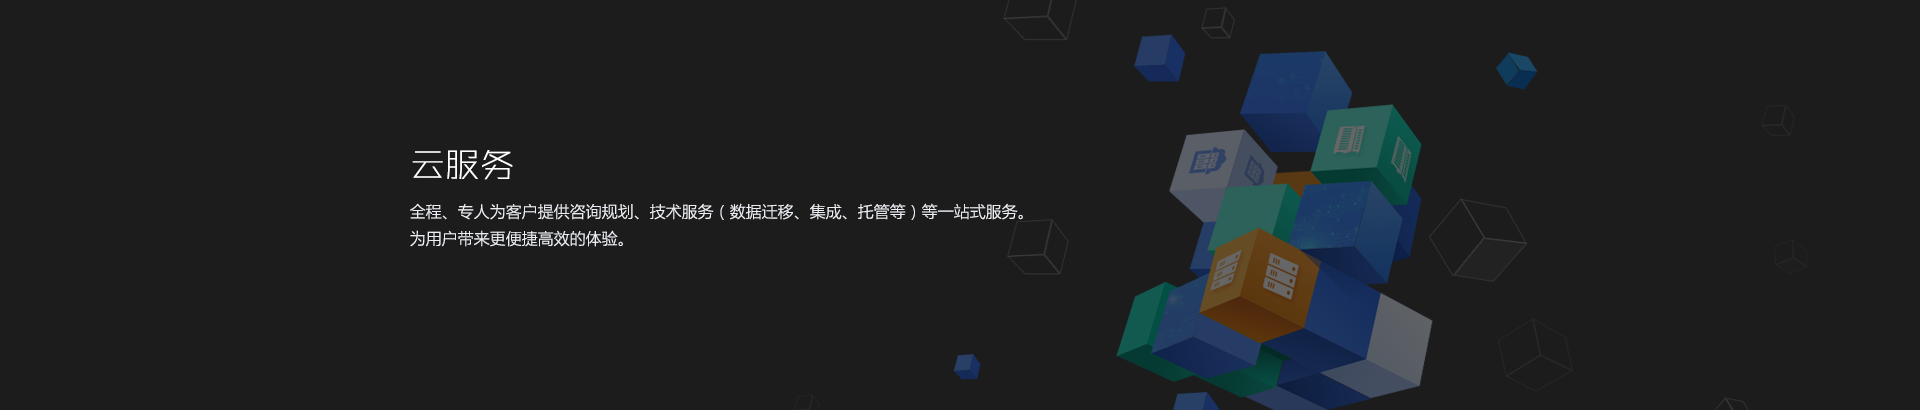 云服务
全程、专人为客户提供咨询规划、技术服务（数据迁移、集成、托管等）等一站式服务。
为用户带来更便捷高效的体验。